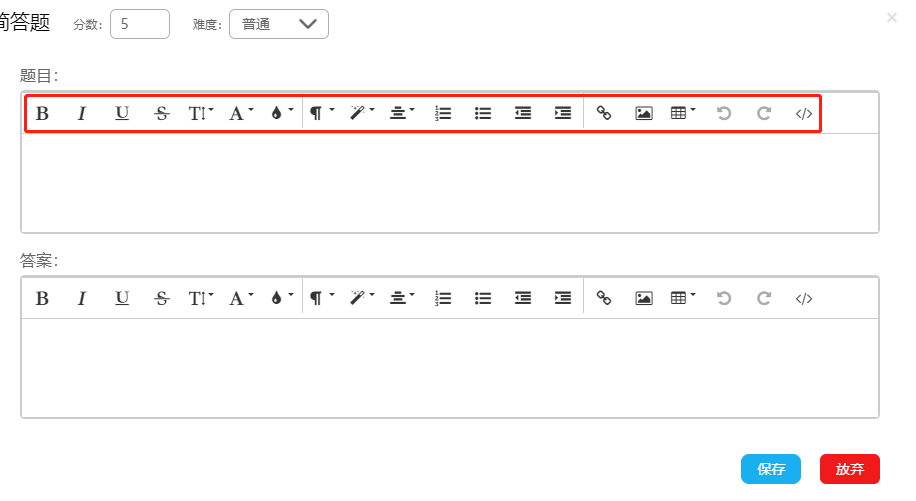 简答题 分数: 5 难度: 普通
题目:
B I U S T A ¶ </>
答案:
B I U S T A ¶ </>
保存 放弃